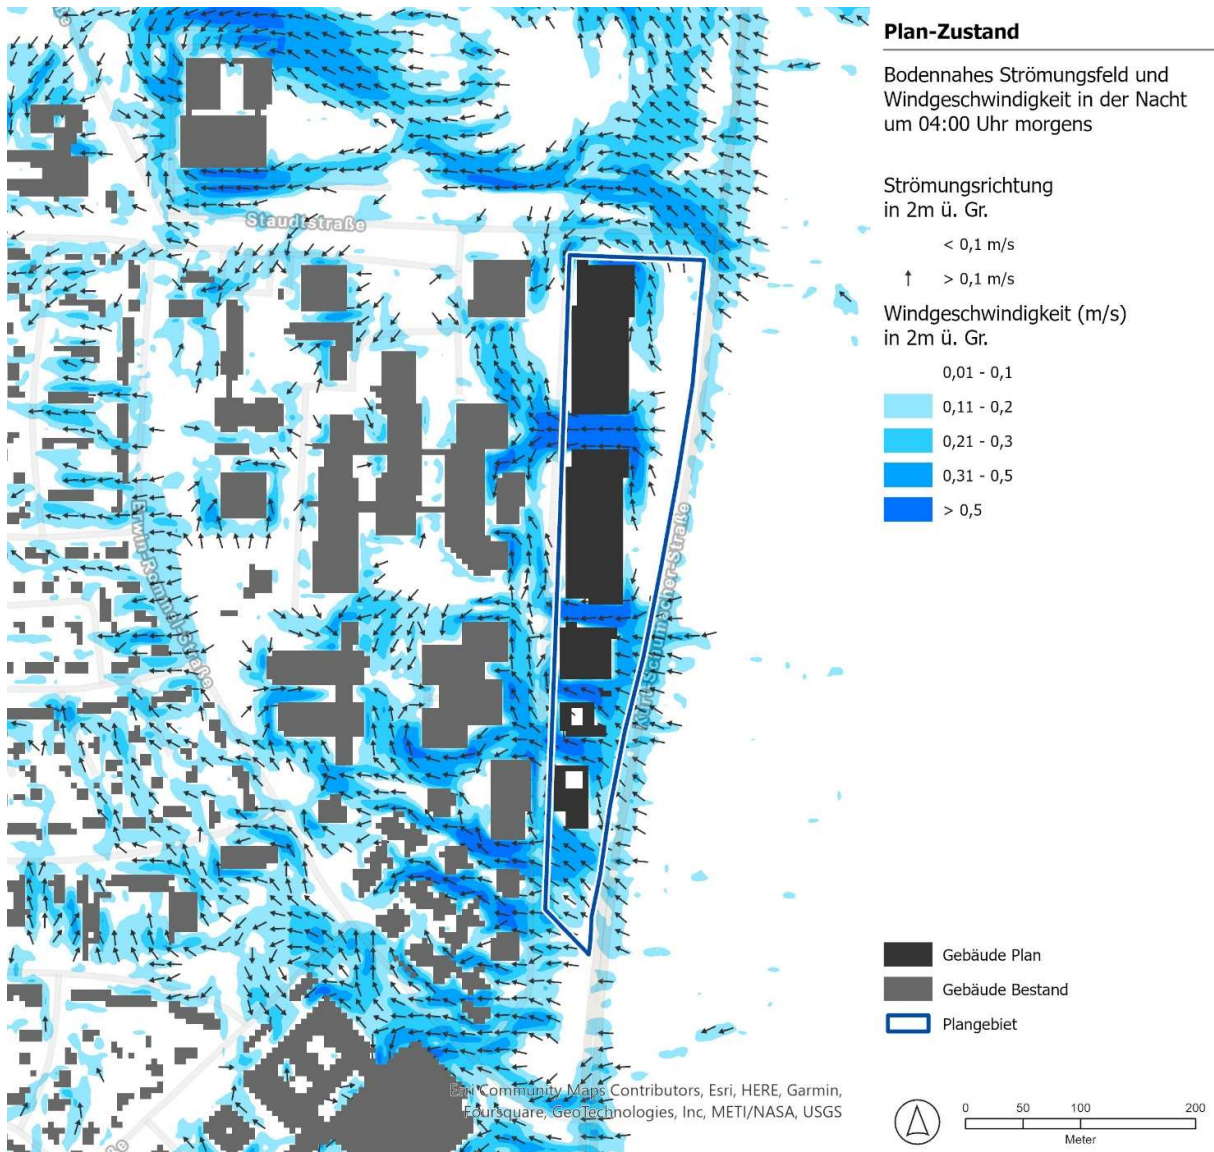 Plan-Zustand
Bodennahes Strömungsfeld und
Windgeschwindigkeit in der Nacht
um 04:00 Uhr morgens
Strömungsrichtung
in 2m ü. Gr.
< 0,1 m/s
> 0,1 m/s
Windgeschwindigkeit (m/s)
in 2m ü. Gr.
0,01 - 0,1
0,11 - 0,2
0,21 - 0,3
0,31 - 0,5
> 0,5
Staudtstraße
Erwin-Rommel-Straße
Kurt-Schumacher-Straße
Gebäude Plan
Gebäude Bestand
Plangebiet
Esri Community Maps Contributors, Esri, HERE, Garmin,
Foursquare, GeoTechnologies, Inc, METI/NASA, USGS
0 50 100 200
Meter